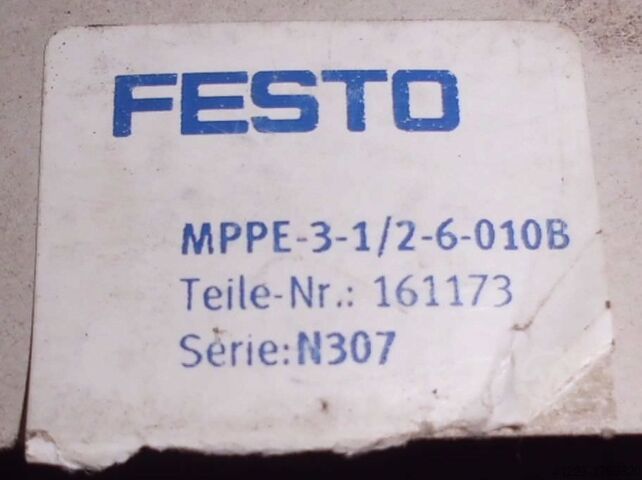 FESTO
MPPE-3-1/2-6-010B
Teile-Nr.: 161173
Serie:N307